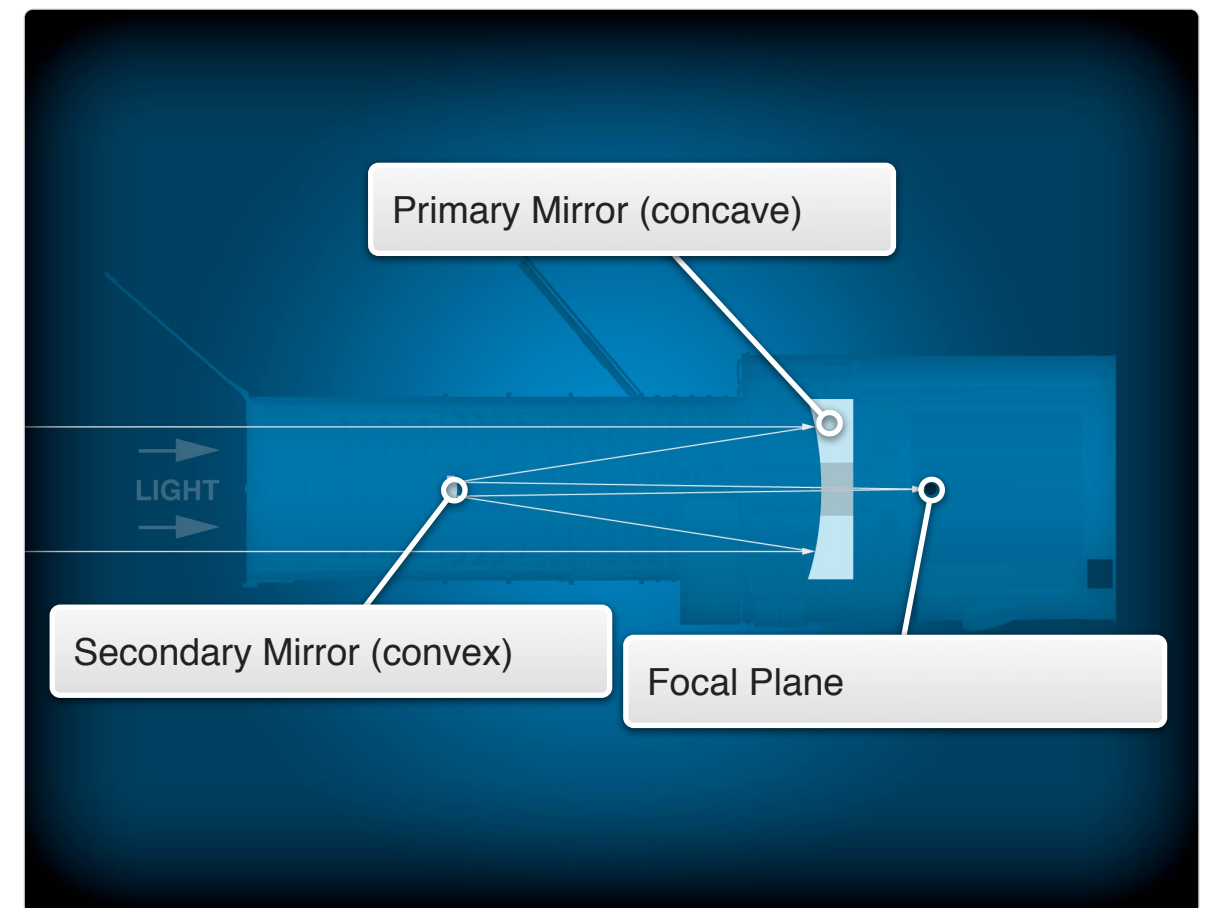 Primary Mirror (concave)
LIGHT
Secondary Mirror (convex)
Focal Plane